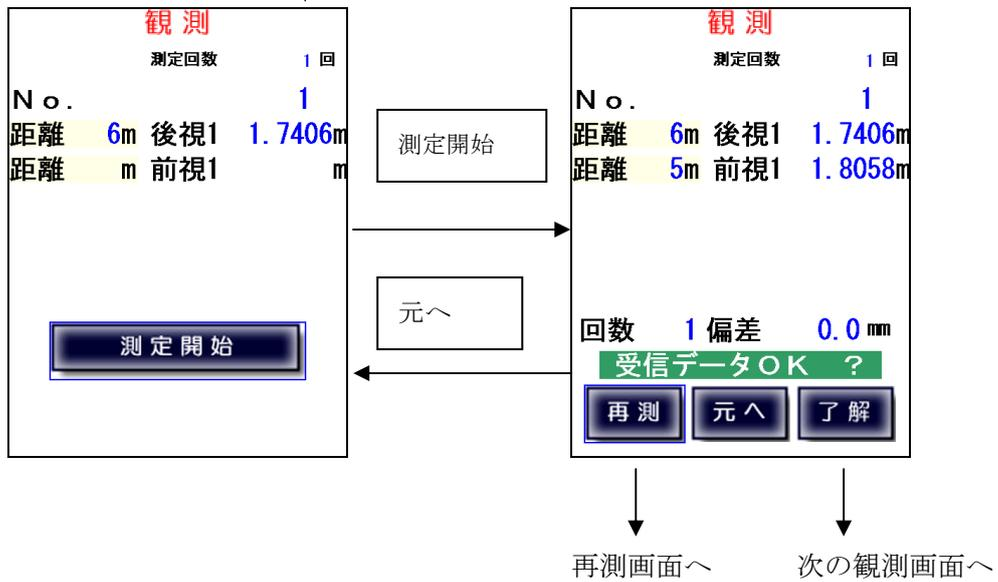 観測
測定回数 1 回
No. 1
距離 6m 後視1 1.7406m
距離 m 前視1 m
測定開始
測定開始
元へ
観測
測定回数 1 回
No. 1
距離 6m 後視1 1.7406m
距離 5m 前視1 1.8058m
回数 1 偏差 0.0 mm
受信データOK ?
再測 元へ 了解
再測画面へ 次の観測画面へ